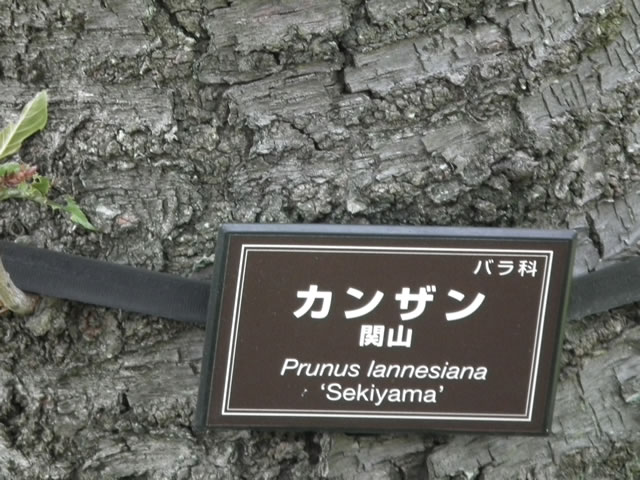 バラ科
カンザン
関山
Prunus lannesiana
‘Sekiyama’